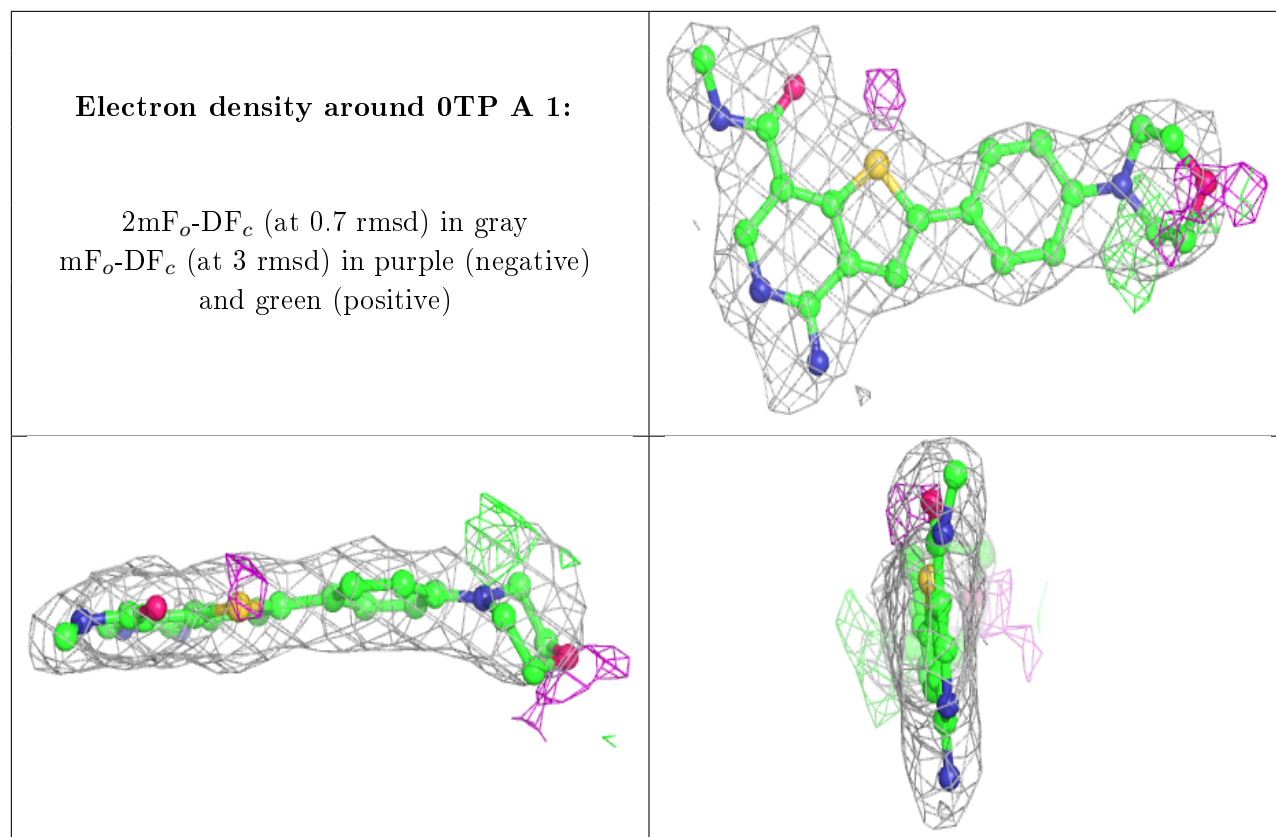 Electron density around 0TP A 1:
2mFo-DFc (at 0.7 rmsd) in gray
mFo-DFc (at 3 rmsd) in purple (negative)
and green (positive)